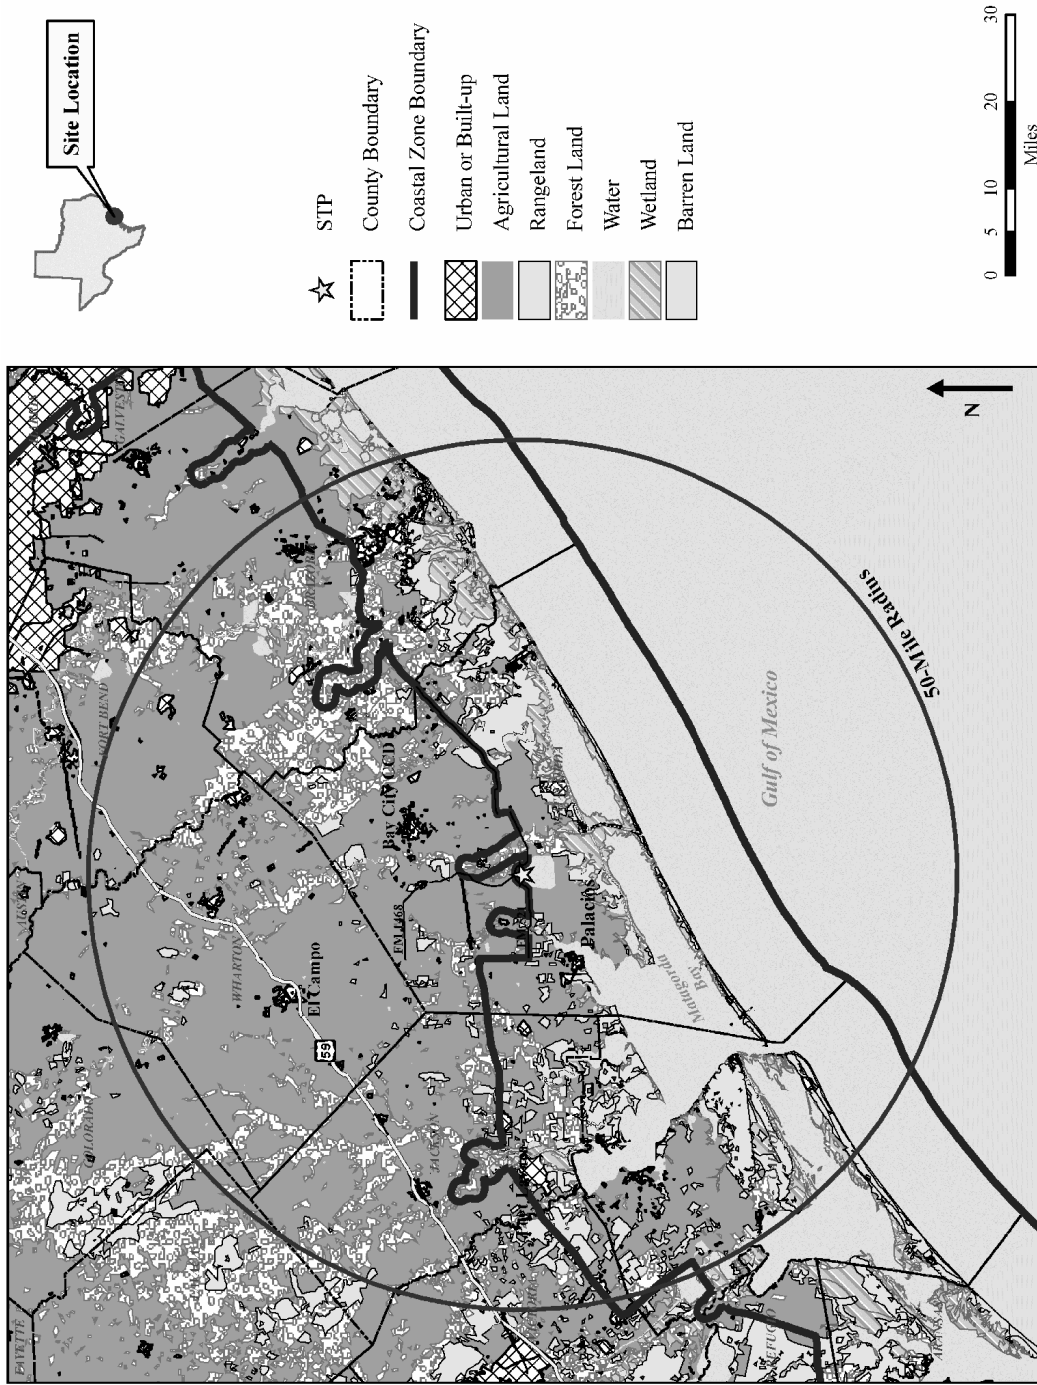 Site Location
STP
County Boundary
Coastal Zone Boundary
Urban or Built-up
Agricultural Land
Rangeland
Forest Land
Water
Wetland
Barren Land
0 5 10 20 30
Miles
FAYETTE
COLORADO
WHARTON
FORT BEND
JACKSON
El Campo
59
FM 1468
Bay City CCD
Palacios
Matagorda
Bay
Gulf of Mexico
50-Mile Radius
N